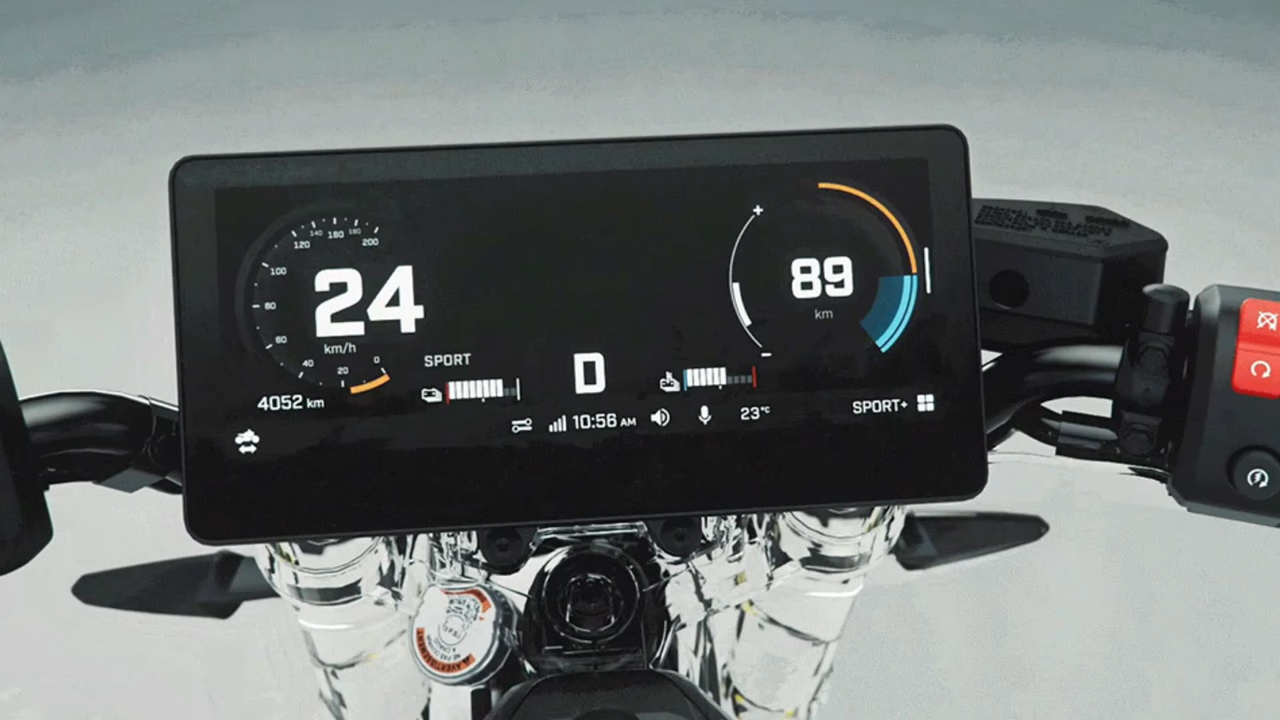 120 140 160 180 200
100
80
60
40
20
0
24
km/h
4052 km
SPORT
D
10:56 AM
23°C
+
89
km
−
SPORT+
AVERTISSEMENT